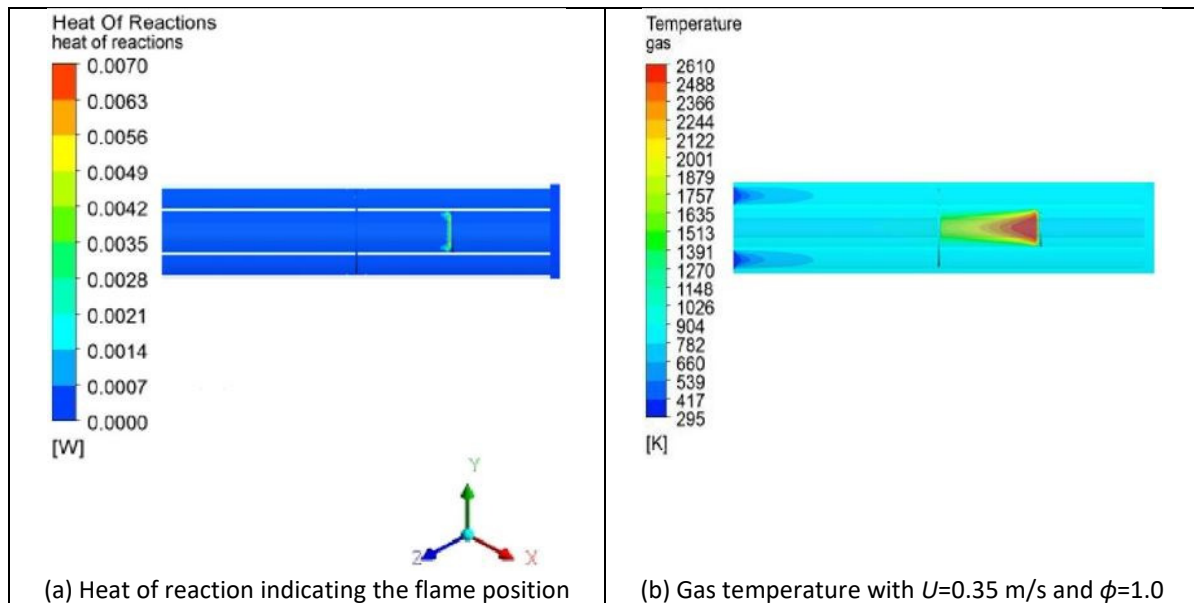 Heat Of Reactions
heat of reactions
0.0070
0.0063
0.0056
0.0049
0.0042
0.0035
0.0028
0.0021
0.0014
0.0007
0.0000
[W]
Y
Z
X
(a) Heat of reaction indicating the flame position
Temperature
gas
2610
2488
2366
2244
2122
2001
1879
1757
1635
1513
1391
1270
1148
1026
904
782
660
539
417
295
[K]
(b) Gas temperature with U=0.35 m/s and ϕ=1.0